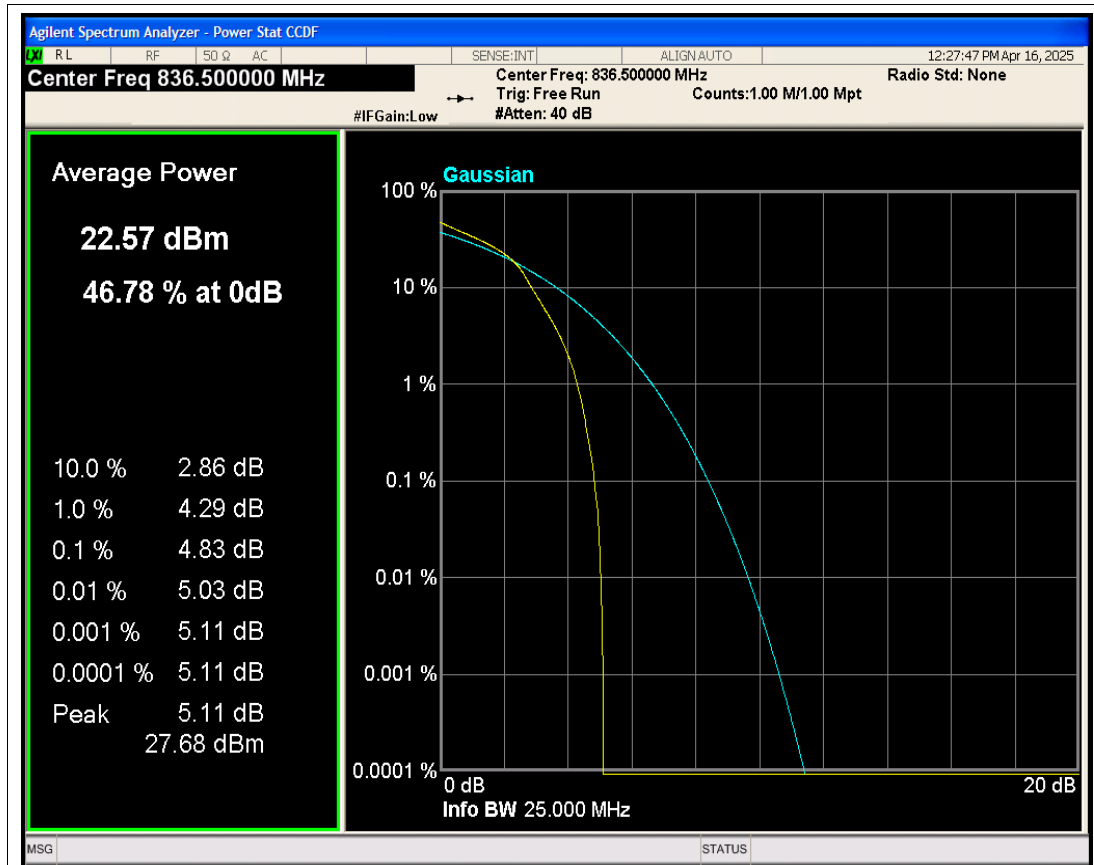 Agilent Spectrum Analyzer - Power Stat CCDF
LXI RL RF 50 Ω AC SENSE:INT ALIGN AUTO 12:27:47 PM Apr 16, 2025
Center Freq 836.500000 MHz
Center Freq: 836.500000 MHz Radio Std: None
Trig: Free Run Counts:1.00 M/1.00 Mpt
#IFGain:Low #Atten: 40 dB
Average Power
22.57 dBm
46.78 % at 0dB
10.0 % 2.86 dB
1.0 % 4.29 dB
0.1 % 4.83 dB
0.01 % 5.03 dB
0.001 % 5.11 dB
0.0001 % 5.11 dB
Peak 5.11 dB
27.68 dBm
Gaussian
100 %
10 %
1 %
0.1 %
0.01 %
0.001 %
0.0001 %
0 dB 20 dB
Info BW 25.000 MHz
MSG STATUS